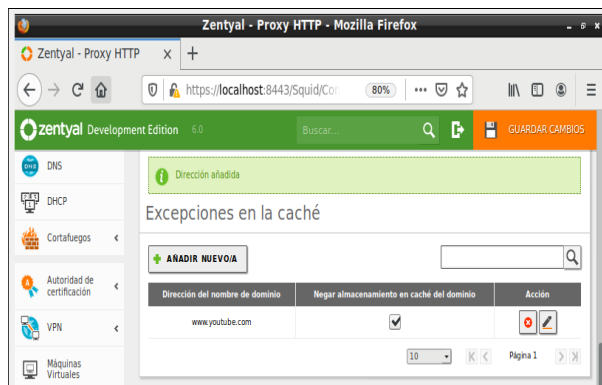 Zentyal - Proxy HTTP - Mozilla Firefox
Zentyal - Proxy HTTP
https://localhost:8443/Squid/Co
80%
zentyal Development Edition 6.0
Buscar...
GUARDAR CAMBIOS
DNS
DHCP
Cortafuegos
Autoridad de
certificación
VPN
Máquinas
Virtuales
Dirección añadida
Excepciones en la caché
AÑADIR NUEVO/A
Dirección del nombre de dominio Negar almacenamiento en caché del dominio Acción
www.youtube.com
10 Página 1